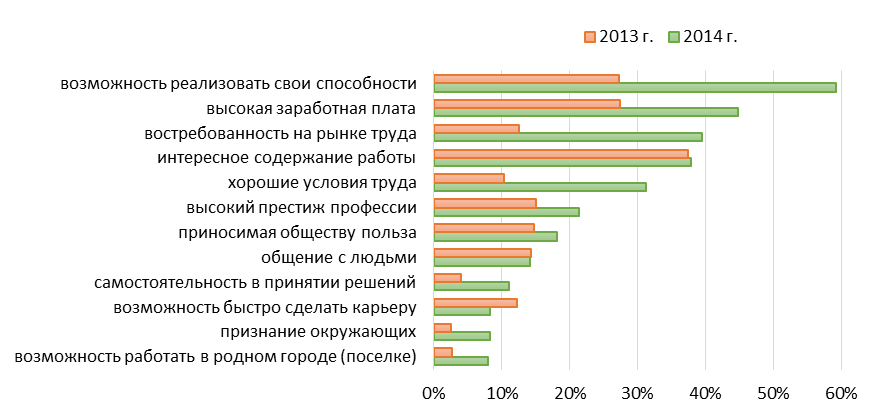 2013 г. 2014 г.
возможность реализовать свои способности
высокая заработная плата
востребованность на рынке труда
интересное содержание работы
хорошие условия труда
высокий престиж профессии
приносимая обществу польза
общение с людьми
самостоятельность в принятии решений
возможность быстро сделать карьеру
признание окружающих
возможность работать в родном городе (поселке)
0% 10% 20% 30% 40% 50% 60%